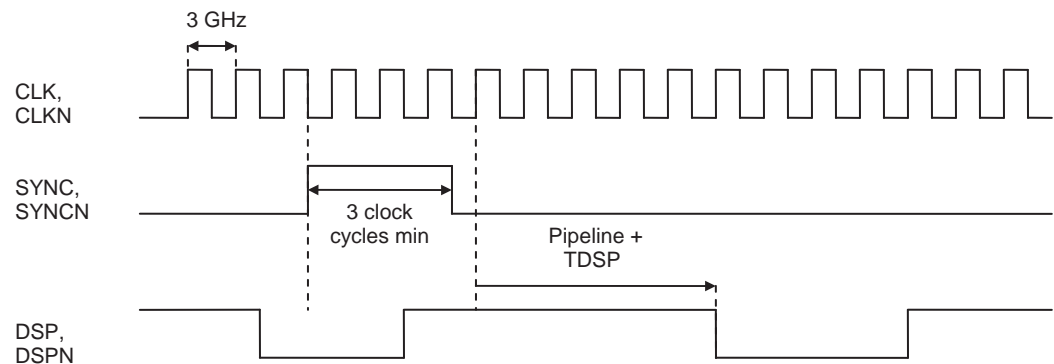 3 GHz
CLK,
CLKN
SYNC,
SYNCN
3 clock
cycles min
Pipeline +
TDSP
DSP,
DSPN